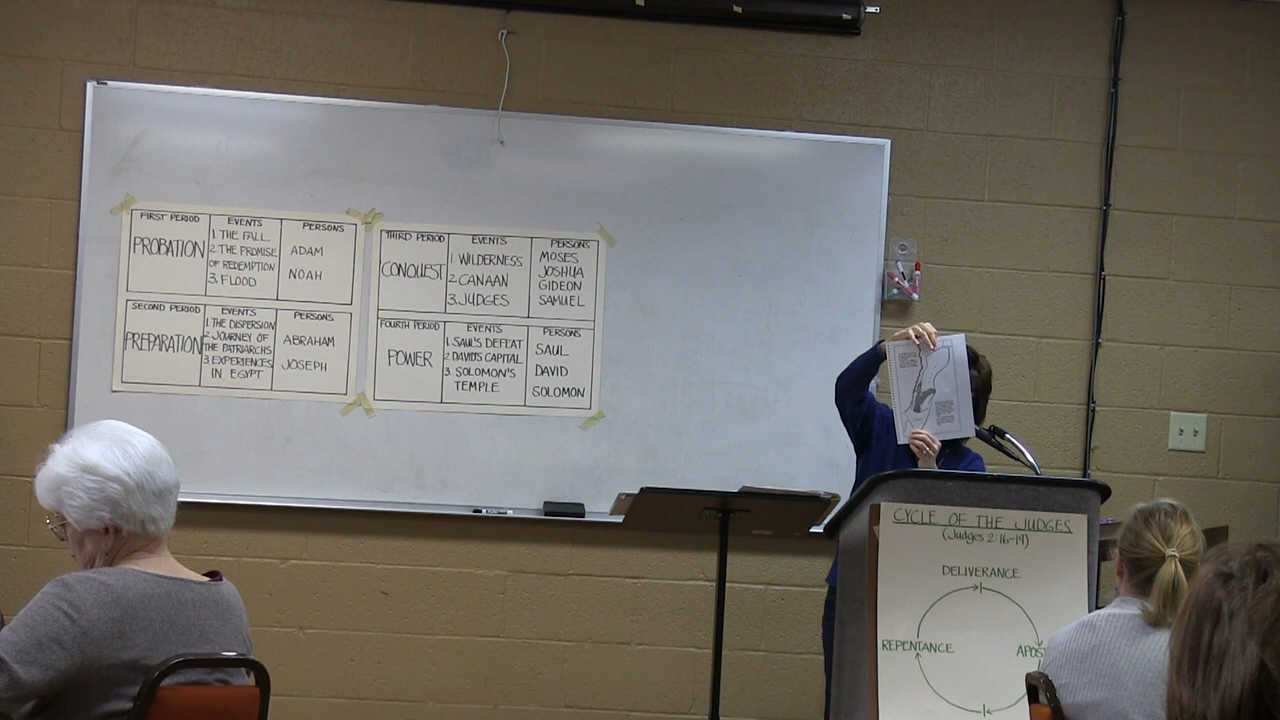 FIRST PERIOD
PROBATION
EVENTS
1. THE FALL
2 THE PROMISE
OF REDEMPTION
3. FLOOD
PERSONS
ADAM
NOAH
SECOND PERIOD
PREPARATION
EVENTS
1. THE DISPERSION
2 JOURNEY OF
THE PATRIARCHS
3. EXPERIENCES
IN EGYPT
PERSONS
ABRAHAM
JOSEPH
THIRD PERIOD
CONQUEST
EVENTS
1. WILDERNESS
2 CANAAN
3. JUDGES
PERSONS
MOSES
JOSHUA
GIDEON
SAMUEL
FOURTH PERIOD
POWER
EVENTS
1. SAUL'S DEFEAT
2 DAVID'S CAPITAL
3 SOLOMON'S
TEMPLE
PERSONS
SAUL
DAVID
SOLOMON
CYCLE OF THE JUDGES
(Judges 2:16-19)
DELIVERANCE
REPENTANCE
APOS